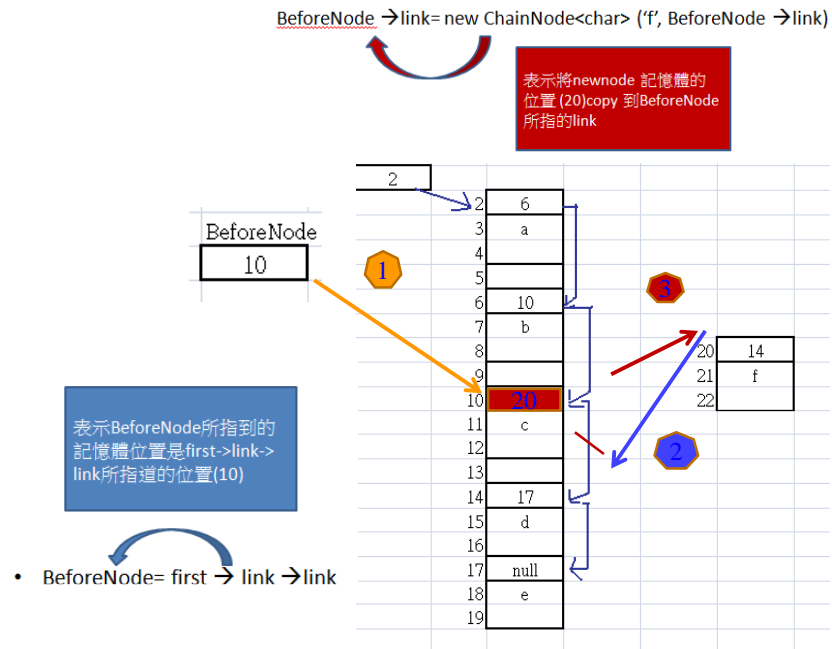 BeforeNode →link= new ChainNode<char> (‘f’, BeforeNode →link)
表示將newnode 記憶體的
位置 (20)copy 到BeforeNode
所指的link
2
BeforeNode
10
1
2 6
3 a
4
5
6 10
7 b
8
9
10 20
11 c
12
13
14 17
15 d
16
17 null
18 e
19
3
20 14
21 f
22
2
表示BeforeNode所指到的
記憶體位置是first->link->
link所指道的位置(10)
• BeforeNode= first → link →link